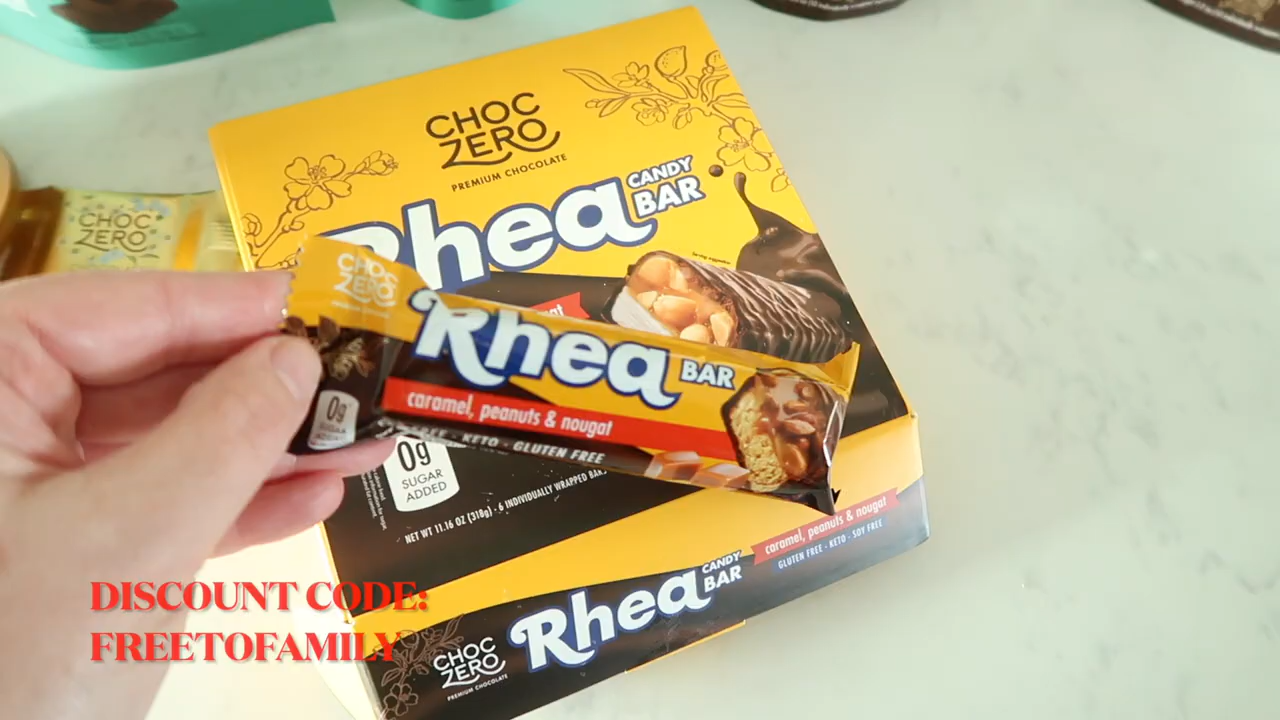 CHOC
ZERO
PREMIUM CHOCOLATE
Rhea
CANDY
BAR
CHOC
ZERO
CHOC
ZERO
Rhea BAR
caramel, peanuts & nougat
KETO · GLUTEN FREE
0g
SUGAR
ADDED
0g
SUGAR
ADDED
NET WT 11.16 OZ (318g) · 6 INDIVIDUALLY WRAPPED BARS
caramel, peanuts & nougat
GLUTEN FREE · KETO · SOY FREE
Rhea
CANDY
BAR
CHOC
ZERO
PREMIUM CHOCOLATE
DISCOUNT CODE:
FREETOFAMILY